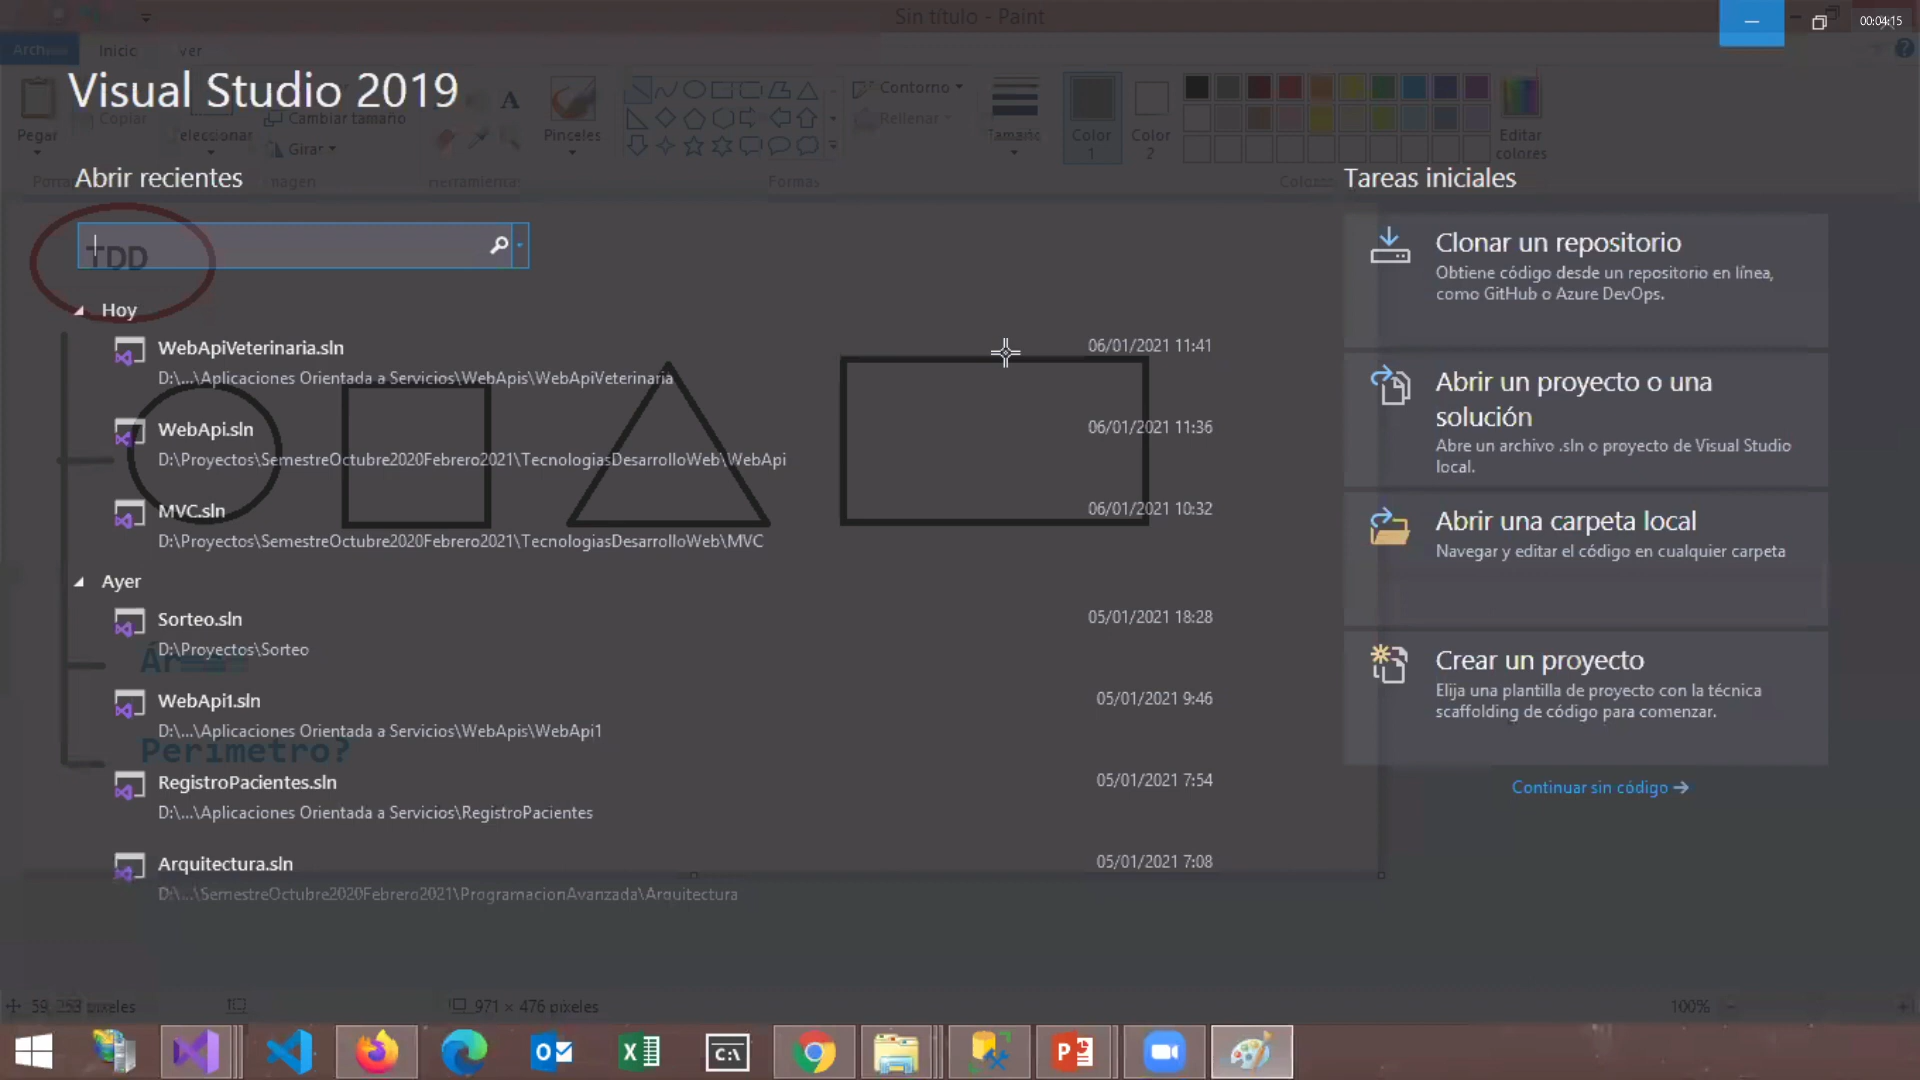 Sin título - Paint
00:04:15
Inicio
Ver
Visual Studio 2019
Pegar
Copiar
Seleccionar
Cambiar tamaño
Girar
Pinceles
Contorno
Rellenar
Tamaño
Color 1
Color 2
Editar colores
Herramientas
Formas
Abrir recientes
Tareas iniciales
TDD
Hoy
WebApiVeterinaria.sln
06/01/2021 11:41
D:\...\Aplicaciones Orientada a Servicios\WebApis\WebApiVeterinaria
WebApi.sln
06/01/2021 11:36
D:\Proyectos\SemestreOctubre2020Febrero2021\TecnologiasDesarrolloWeb\WebApi
MVC.sln
06/01/2021 10:32
D:\Proyectos\SemestreOctubre2020Febrero2021\TecnologiasDesarrolloWeb\MVC
Ayer
Sorteo.sln
05/01/2021 18:28
D:\Proyectos\Sorteo
WebApi1.sln
05/01/2021 9:46
D:\...\Aplicaciones Orientada a Servicios\WebApis\WebApi1
Perímetro?
RegistroPacientes.sln
05/01/2021 7:54
D:\...\Aplicaciones Orientada a Servicios\RegistroPacientes
Arquitectura.sln
05/01/2021 7:08
D:\...\SemestreOctubre2020Febrero2021\ProgramacionAvanzada\Arquitectura
Clonar un repositorio
Obtiene código desde un repositorio en línea,
como GitHub o Azure DevOps.
Abrir un proyecto o una
solución
Abre un archivo .sln o proyecto de Visual Studio
local.
Abrir una carpeta local
Navegar y editar el código en cualquier carpeta
Crear un proyecto
Elija una plantilla de proyecto con la técnica
scaffolding de código para comenzar.
Continuar sin código →
59, 253 píxeles
971 × 476 píxeles
100%